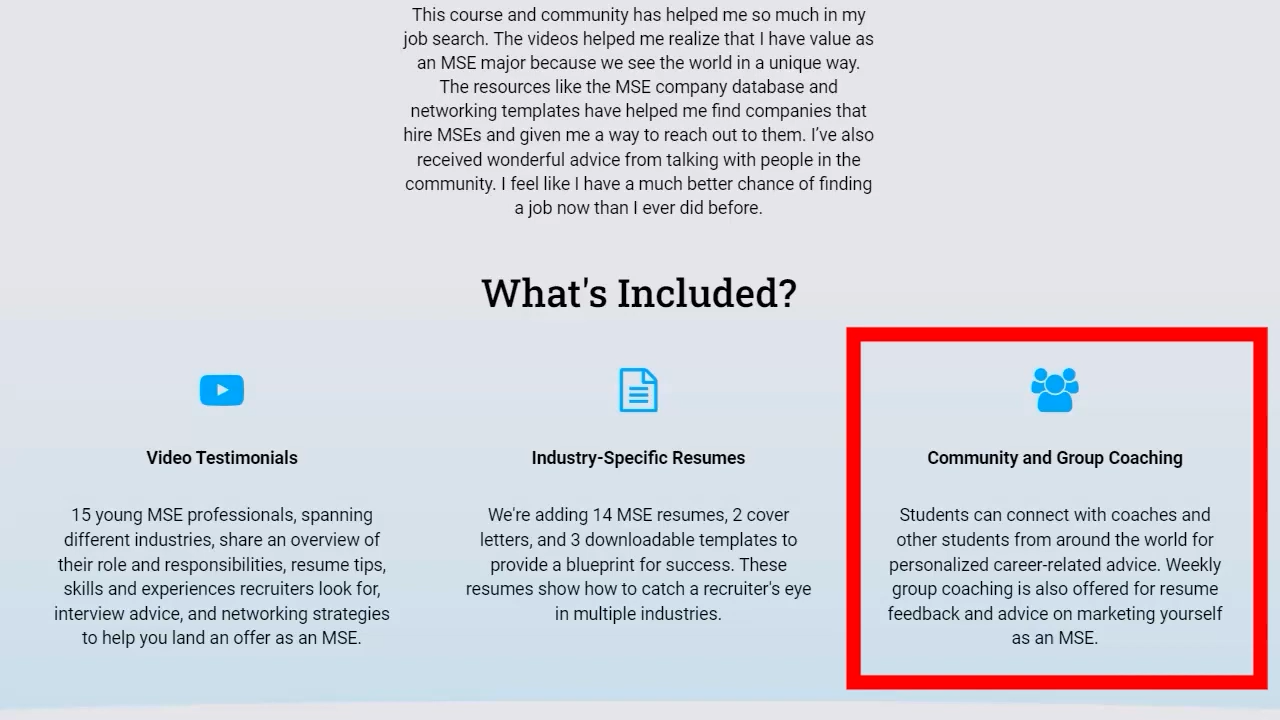 This course and community has helped me so much in my
job search. The videos helped me realize that I have value as
an MSE major because we see the world in a unique way.
The resources like the MSE company database and
networking templates have helped me find companies that
hire MSEs and given me a way to reach out to them. I’ve also
received wonderful advice from talking with people in the
community. I feel like I have a much better chance of finding
a job now than I ever did before.
What's Included?
Video Testimonials
15 young MSE professionals, spanning
different industries, share an overview of
their role and responsibilities, resume tips,
skills and experiences recruiters look for,
interview advice, and networking strategies
to help you land an offer as an MSE.
Industry-Specific Resumes
We're adding 14 MSE resumes, 2 cover
letters, and 3 downloadable templates to
provide a blueprint for success. These
resumes show how to catch a recruiter's eye
in multiple industries.
Community and Group Coaching
Students can connect with coaches and
other students from around the world for
personalized career-related advice. Weekly
group coaching is also offered for resume
feedback and advice on marketing yourself
as an MSE.